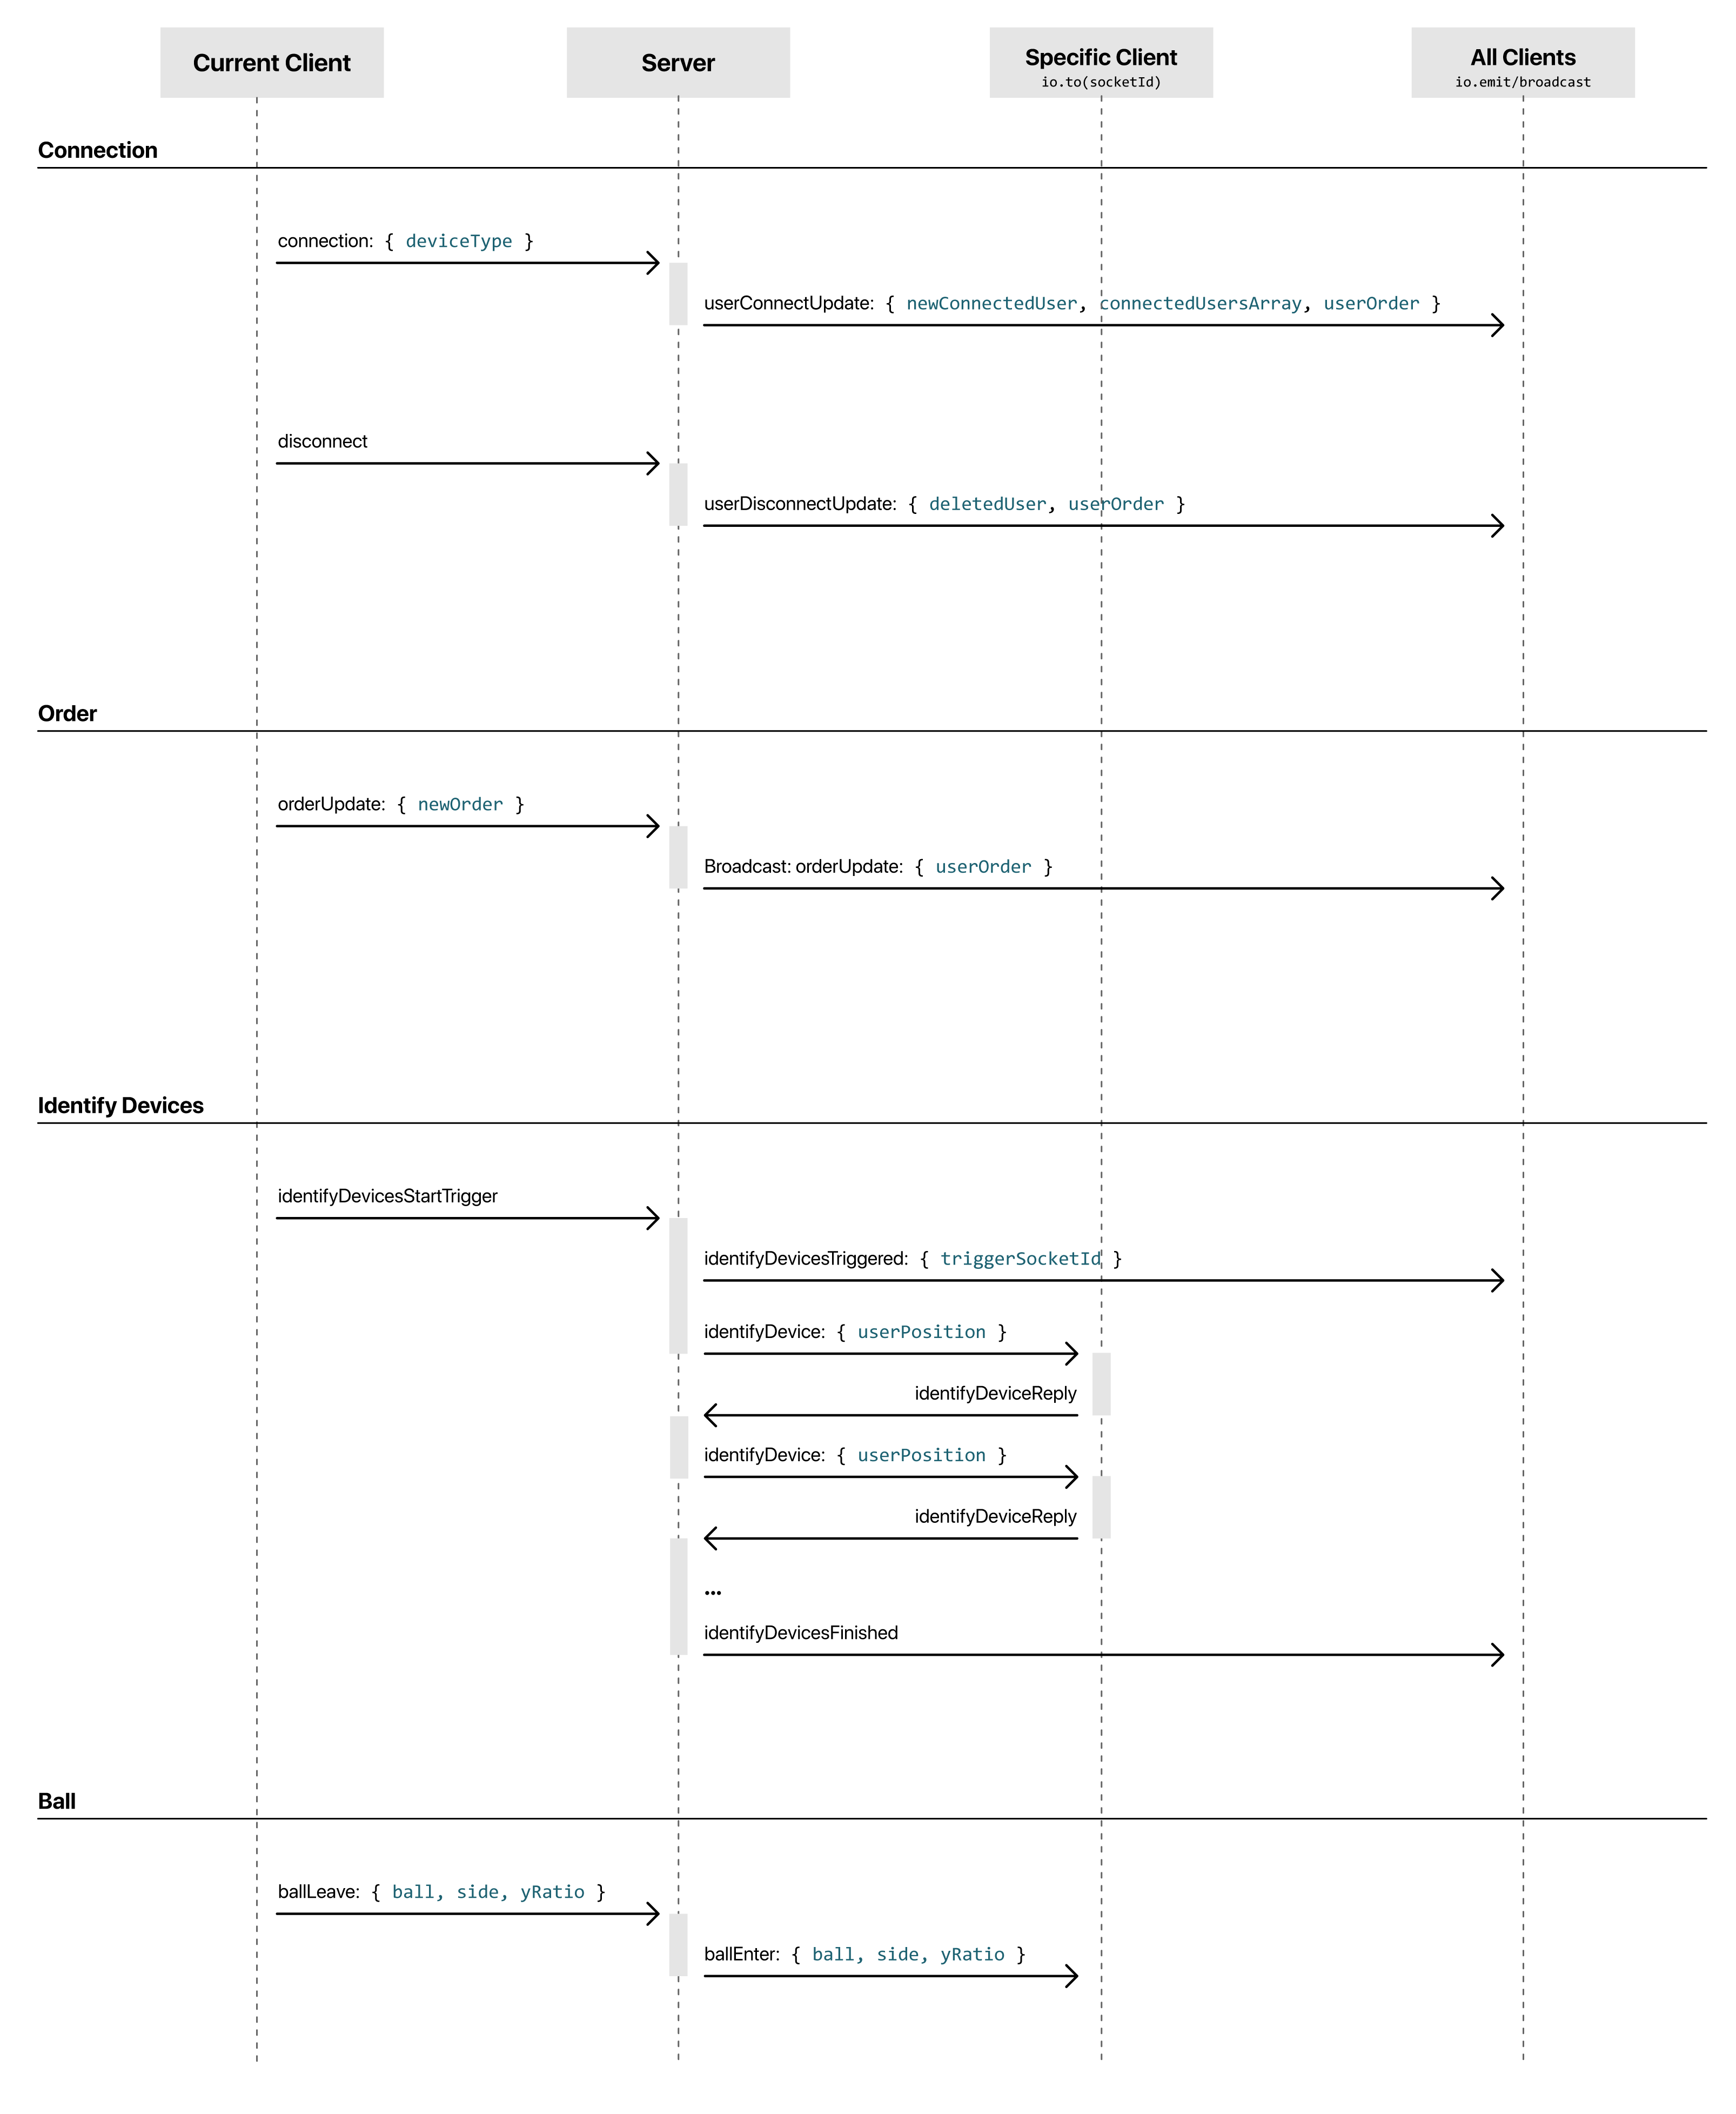 Current Client
Server
Specific Client
io.to(socketId)
All Clients
io.emit/broadcast
Connection
connection: { deviceType }
userConnectUpdate: { newConnectedUser, connectedUsersArray, userOrder }
disconnect
userDisconnectUpdate: { deletedUser, userOrder }
Order
orderUpdate: { newOrder }
Broadcast: orderUpdate: { userOrder }
Identify Devices
identifyDevicesStartTrigger
identifyDevicesTriggered: { triggerSocketId }
identifyDevice: { userPosition }
identifyDeviceReply
identifyDevice: { userPosition }
identifyDeviceReply
...
identifyDevicesFinished
Ball
ballLeave: { ball, side, yRatio }
ballEnter: { ball, side, yRatio }